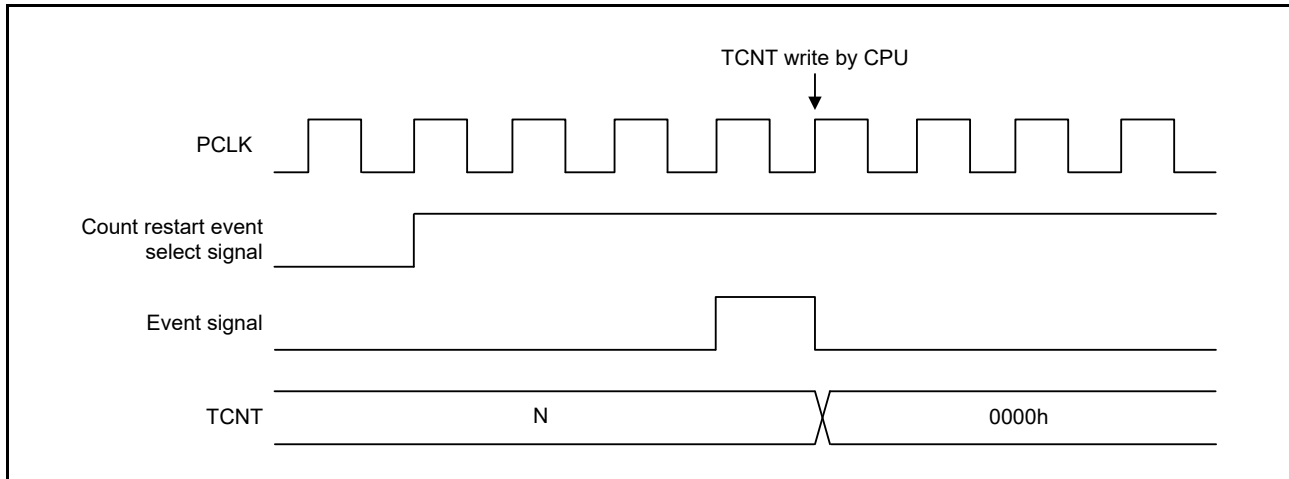 TCNT write by CPU
PCLK
Count restart event
select signal
Event signal
TCNT
N
0000h